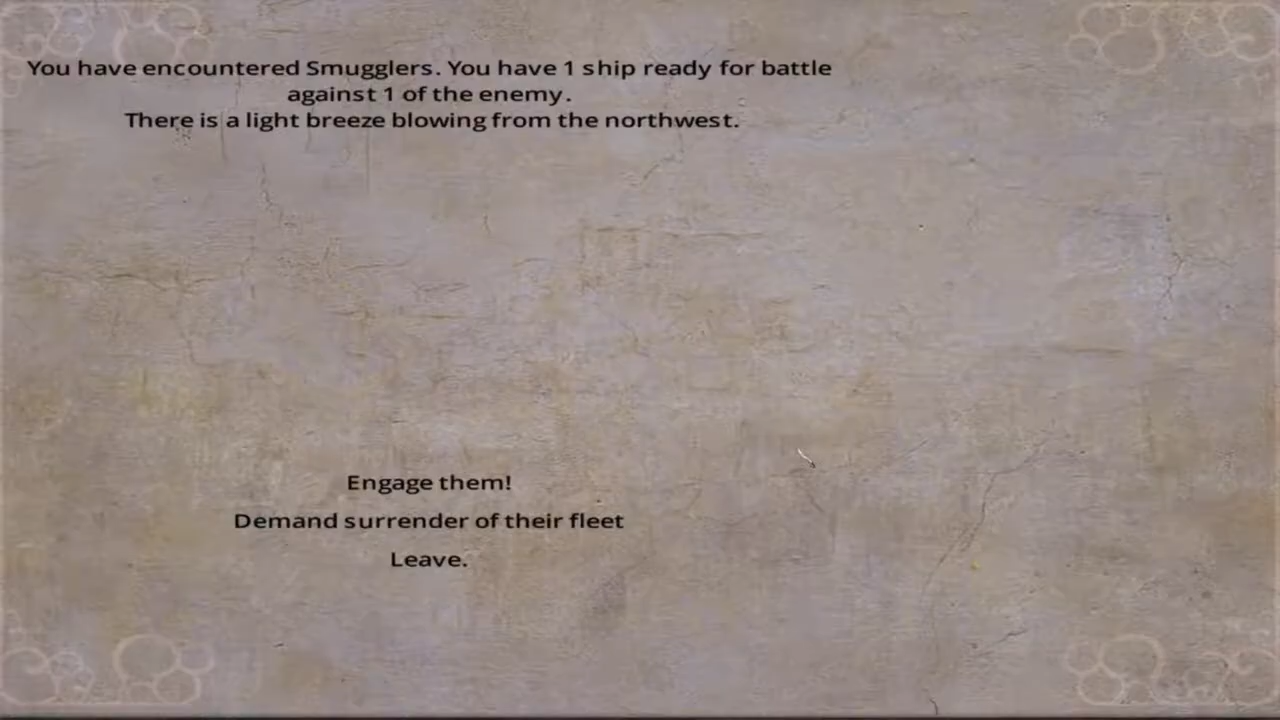 You have encountered Smugglers. You have 1 ship ready for battle
against 1 of the enemy.
There is a light breeze blowing from the northwest.
Engage them!
Demand surrender of their fleet
Leave.